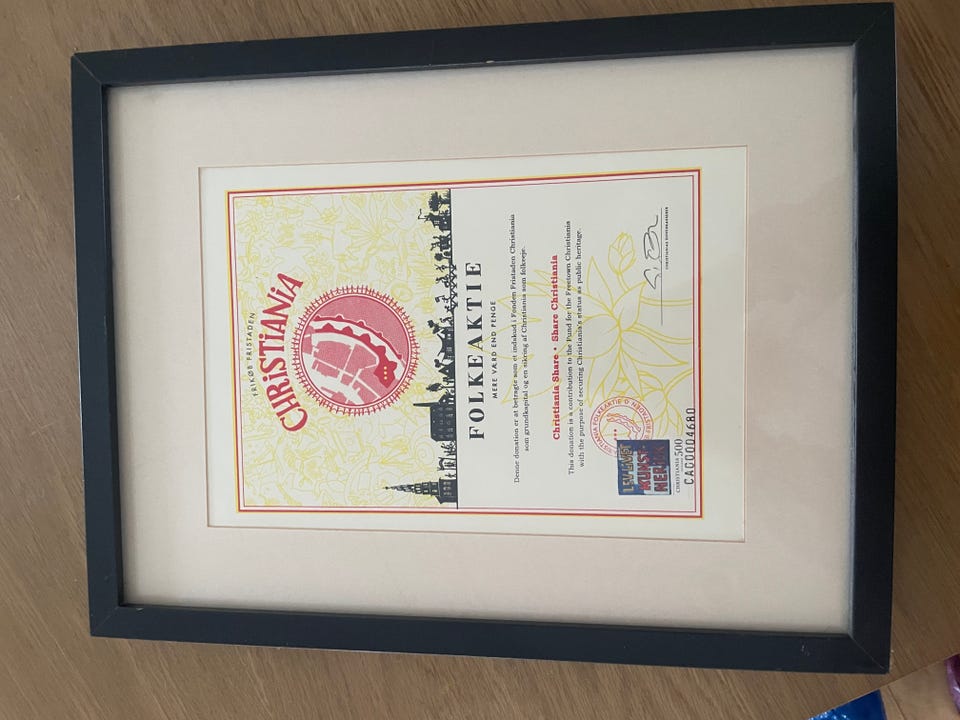 FRIKØB FRISTADEN
CHRiSTiANiA
FOLKEAKTIE
MERE VÆRD END PENGE
Denne donation er at betragte som et indskud i Fonden Fristaden Christiania
som grundkapital og en sikring af Christiania som folkeeje.
Christiania Share • Share Christiania
This donation is a contribution to the Fund for the Freetown Christiania
with the purpose of securing Christiania's status as public heritage.
KUNST
CHRISTIANIA 500
CA60004680